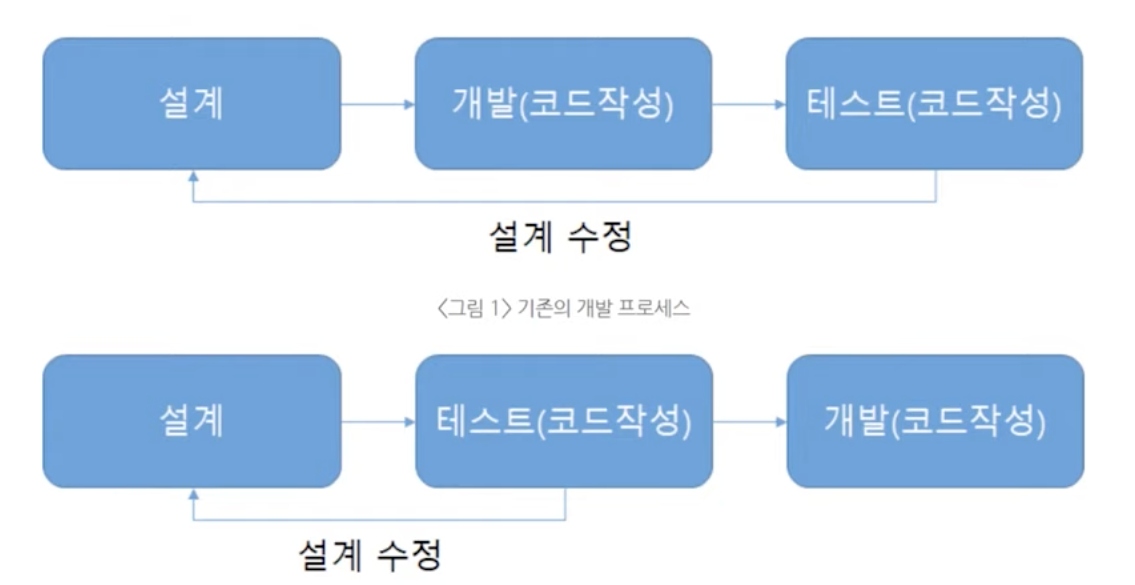 설계
개발(코드작성)
테스트(코드작성)
설계 수정
<그림 1> 기존의 개발 프로세스
설계
테스트(코드작성)
개발(코드작성)
설계 수정